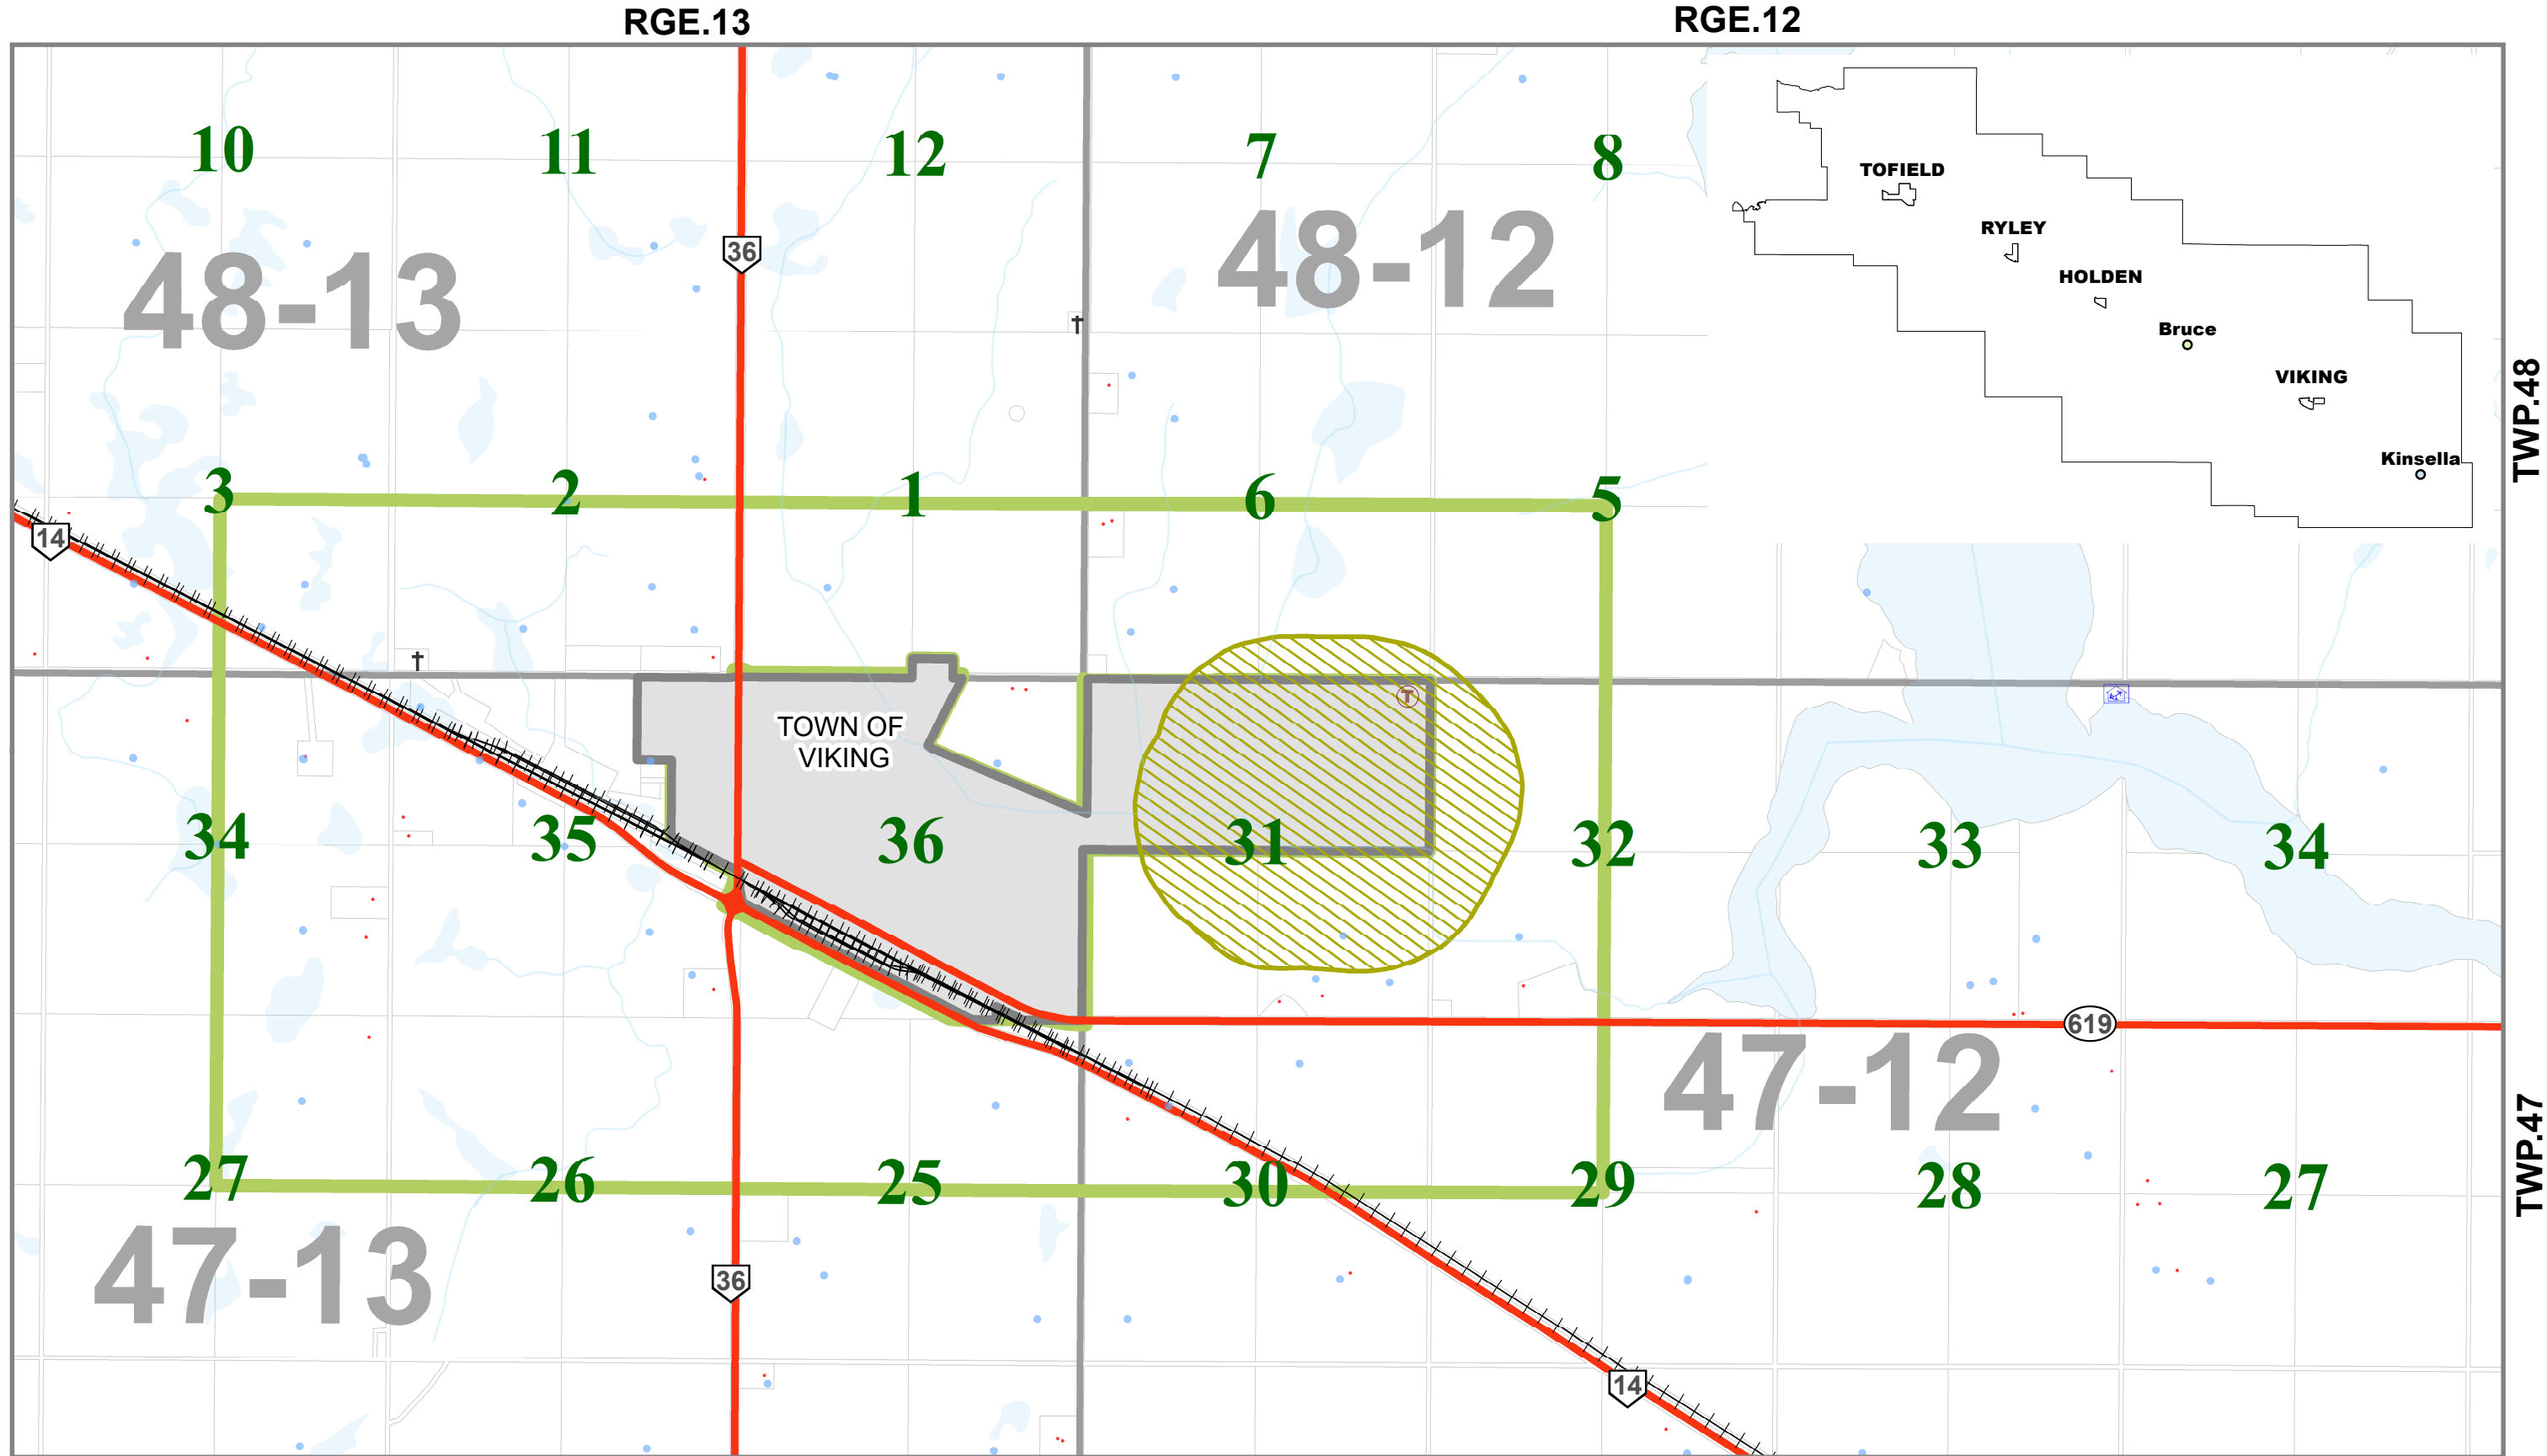 RGE.13
RGE.12
10
11
12
7
8
48-13
36
48-12
TOFIELD
RYLEY
HOLDEN
Bruce
VIKING
Kinsella
TWP.48
3
2
1
6
5
14
TOWN OF
VIKING
T
34
35
36
31
32
33
34
619
47-12
TWP.47
27
26
25
30
29
28
27
47-13
36
14